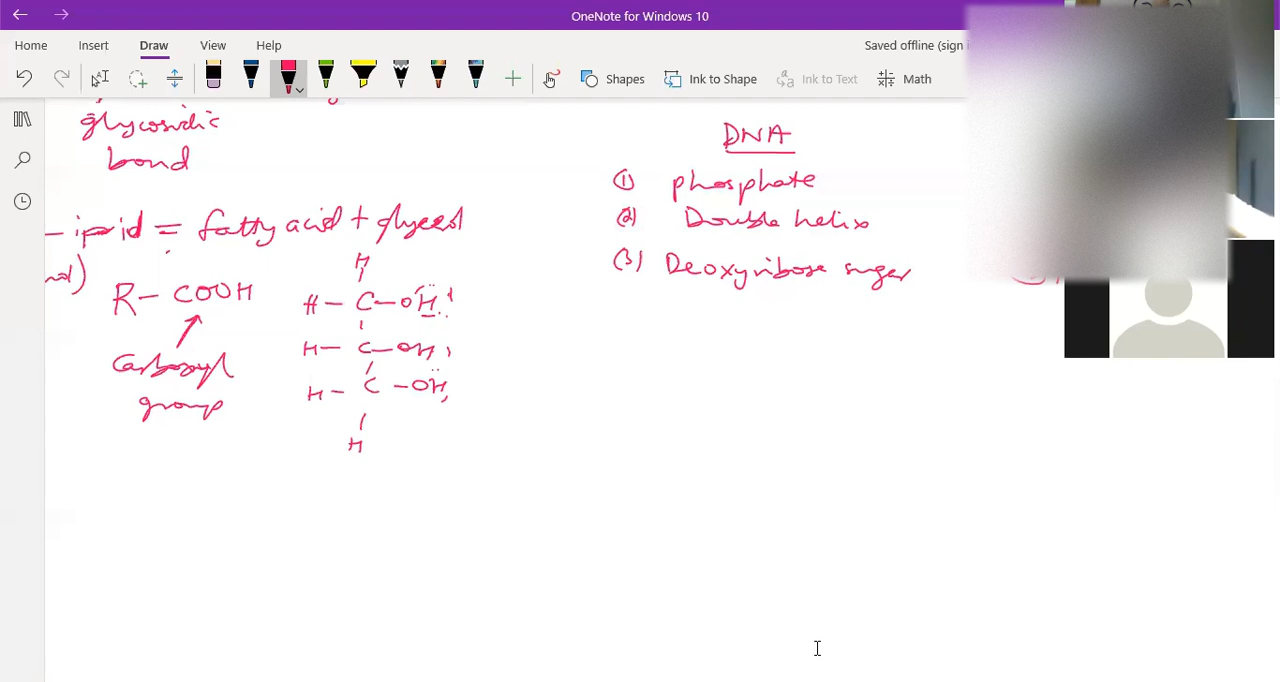 OneNote for Windows 10
Home Insert Draw View Help
Saved offline (sign i
Shapes Ink to Shape Ink to Text Math
glycosidic
bond
ipid = fatty acid + glycerol
R - COOH
Carboxyl
group
H
H - C - OH
H - C - OH
H - C - OH
H
DNA
(1) phosphate
(2) Double helix
(3) Deoxyribose sugar